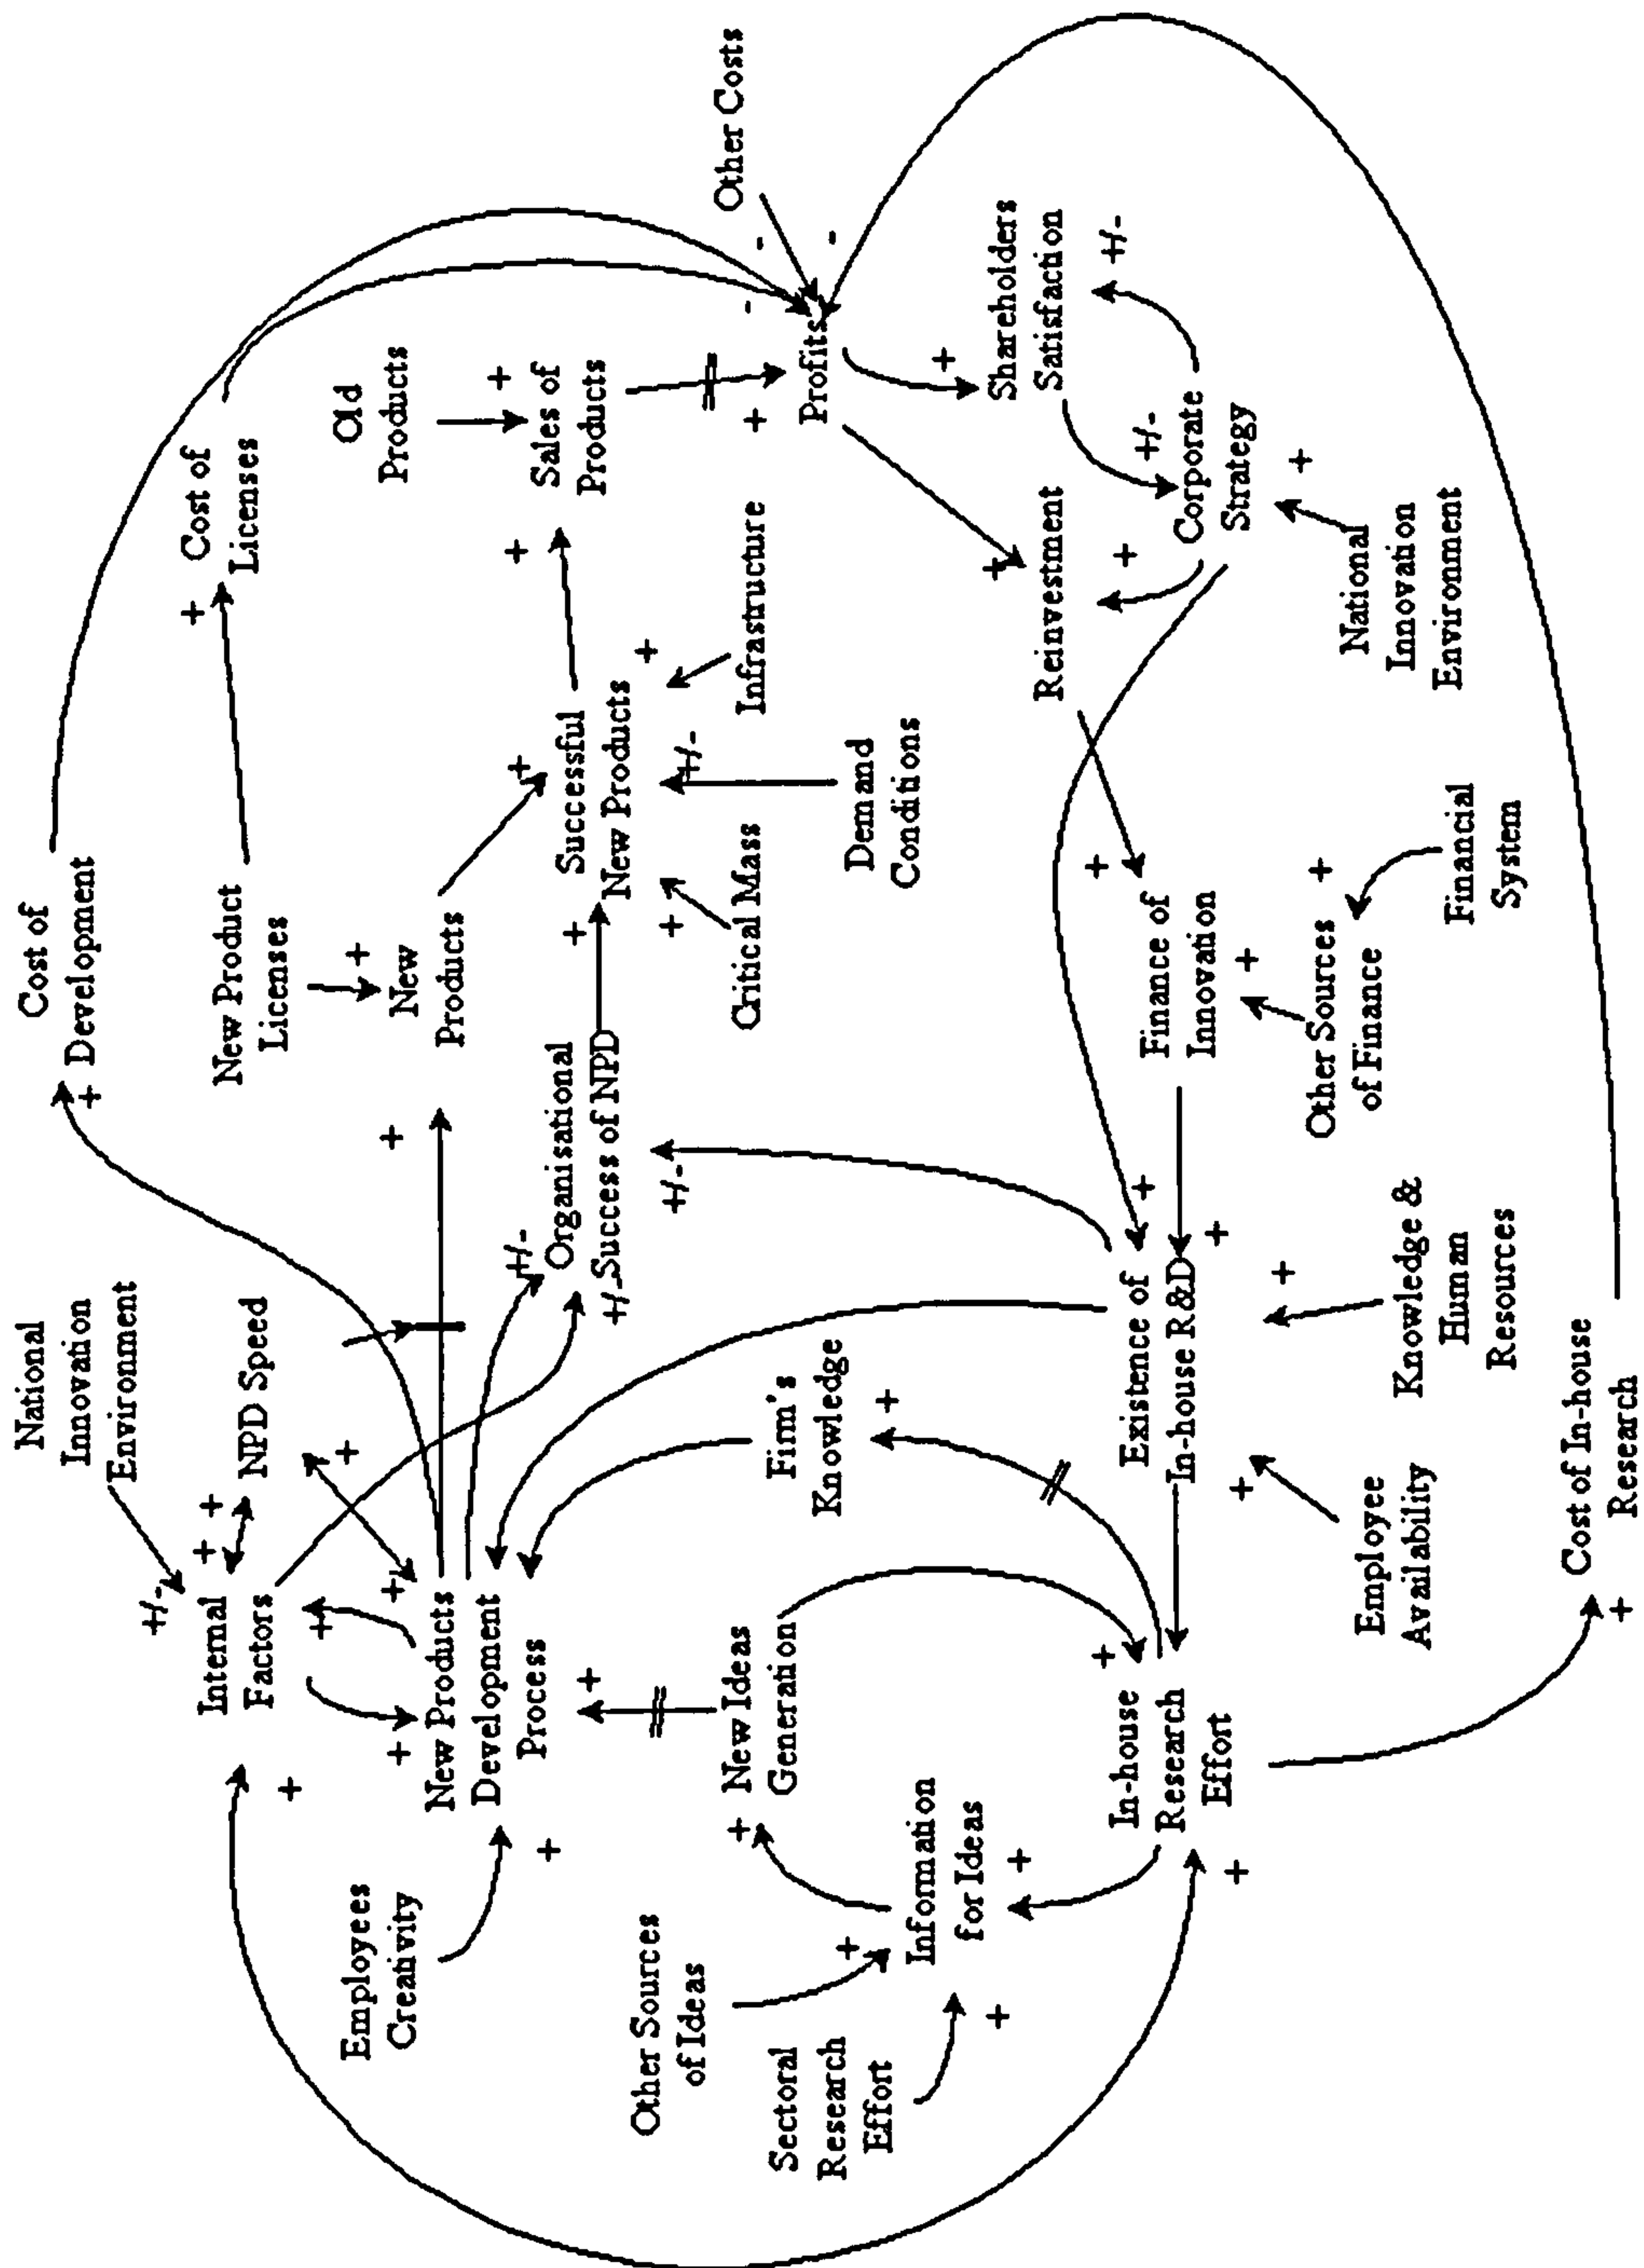 National
Innovation
Environment
Cost of
+ Development
+/-
Internal
Factors
+ +
NPD Speed
+
New Product
Licenses
+ Cost of
Licenses
+
Employees
Creativity
+
+
+
+
+
New Products
Development
Process
+
+
New
Products
Old
Products
+
Sales of
Products
+
+/-
Organisational
+/-Success of NPD
+/-
+
Successful
New Products
+
+
+/-
+
Other Sources
of Ideas
+
+ New Ideas
Generation
+
Firm's
Knowledge
+
Critical Mass
Infrastructure
Demand
Conditions
+
-
-
-
Profits
Other Costs
Sectoral
Research
Effort
+
Infomation
for Ideas
+
+
Shareholders
Satisfaction
+/-
Reinvestment
+
+
+/-
Corporate
Strategy
+
In-house
Research
Effort
+
+
Existence of
In-house R&D
+
+
+
+
Finance of
Innovation
+
+
National
Innovation
Environment
Employee
Availability
Knowledge &
Human
Resources
Other Sources
of Finance
+
Financial
System
+
Cost of In-house
Research